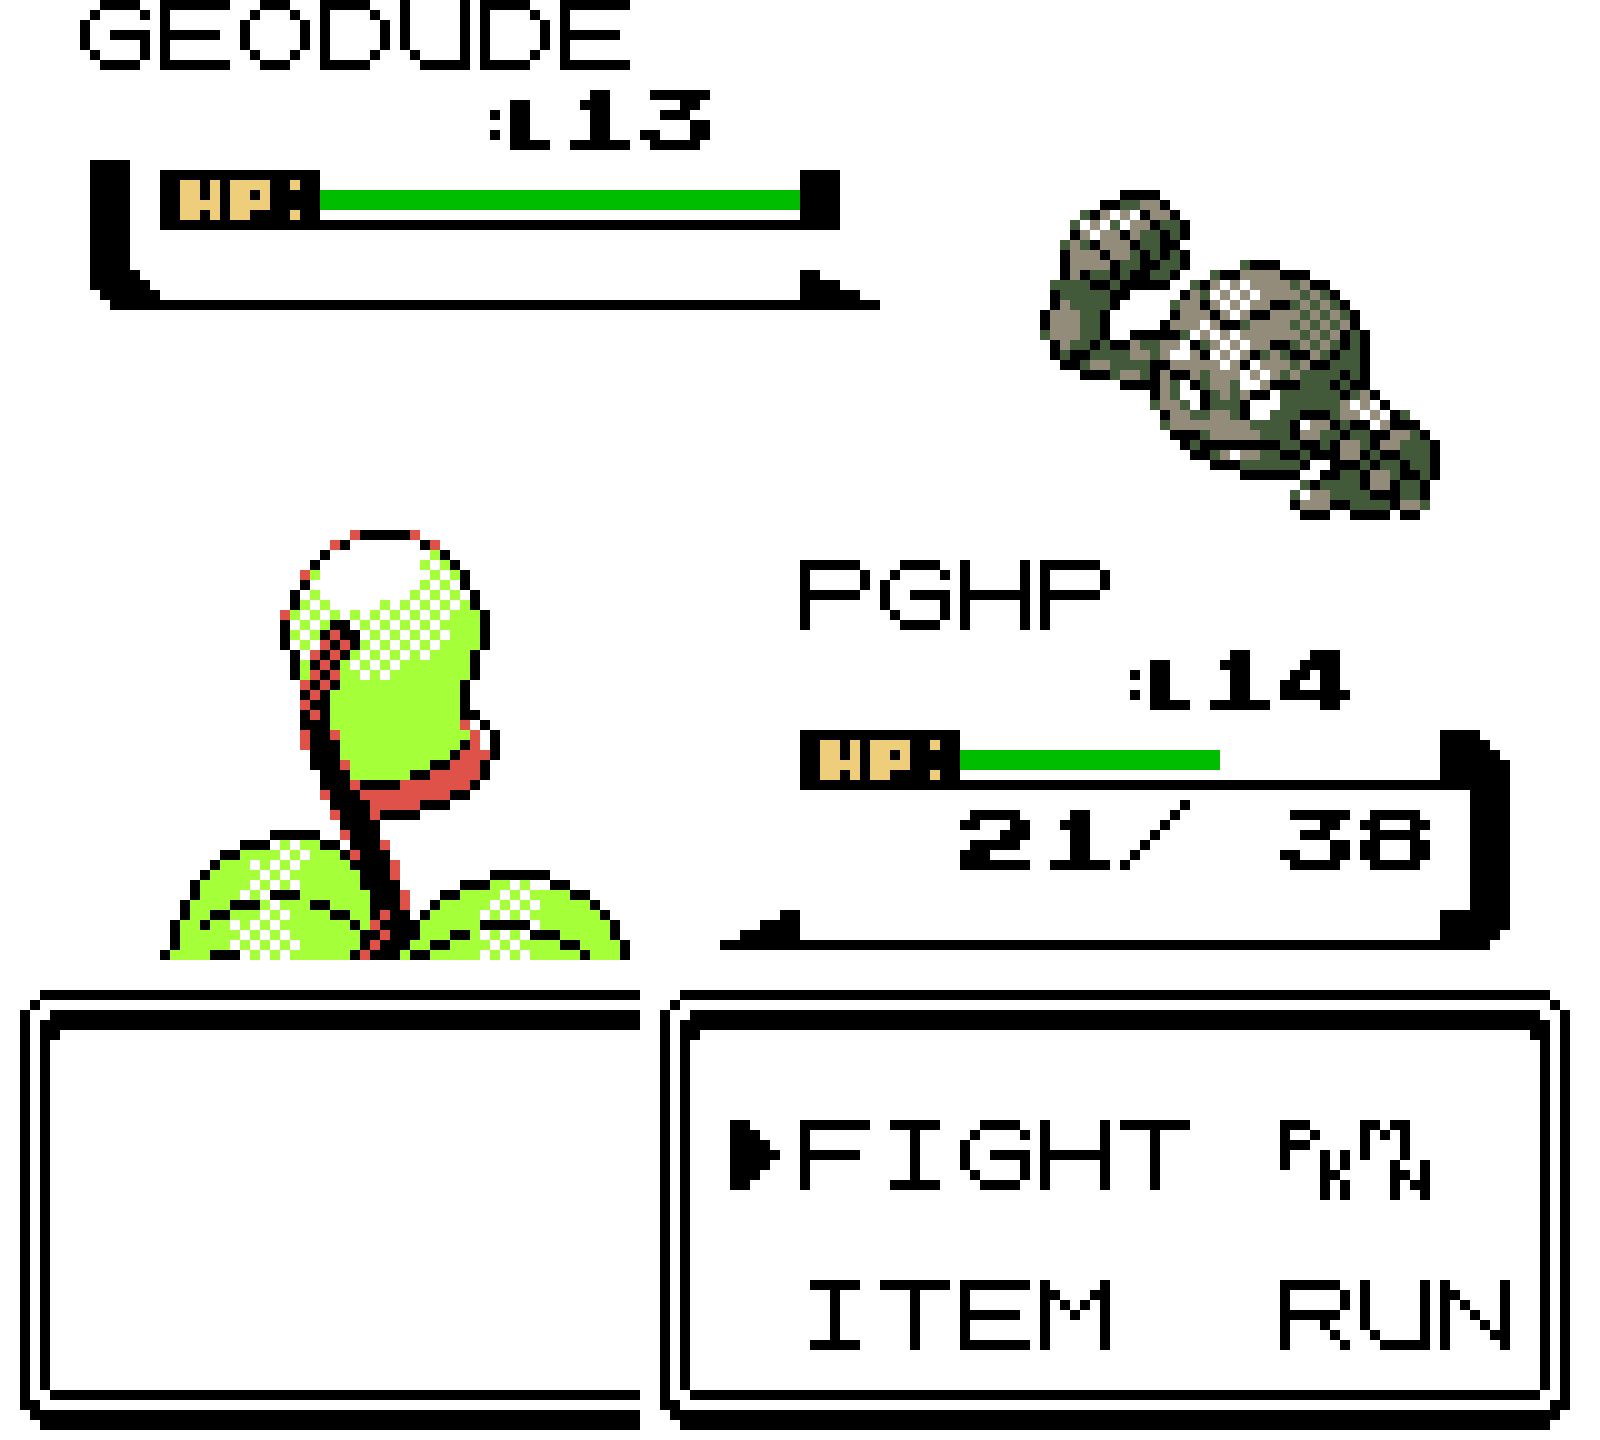 GEODUDE
:L13
HP:
PGHP
:L14
HP:
21/ 38
▶FIGHT PKMN
ITEM RUN